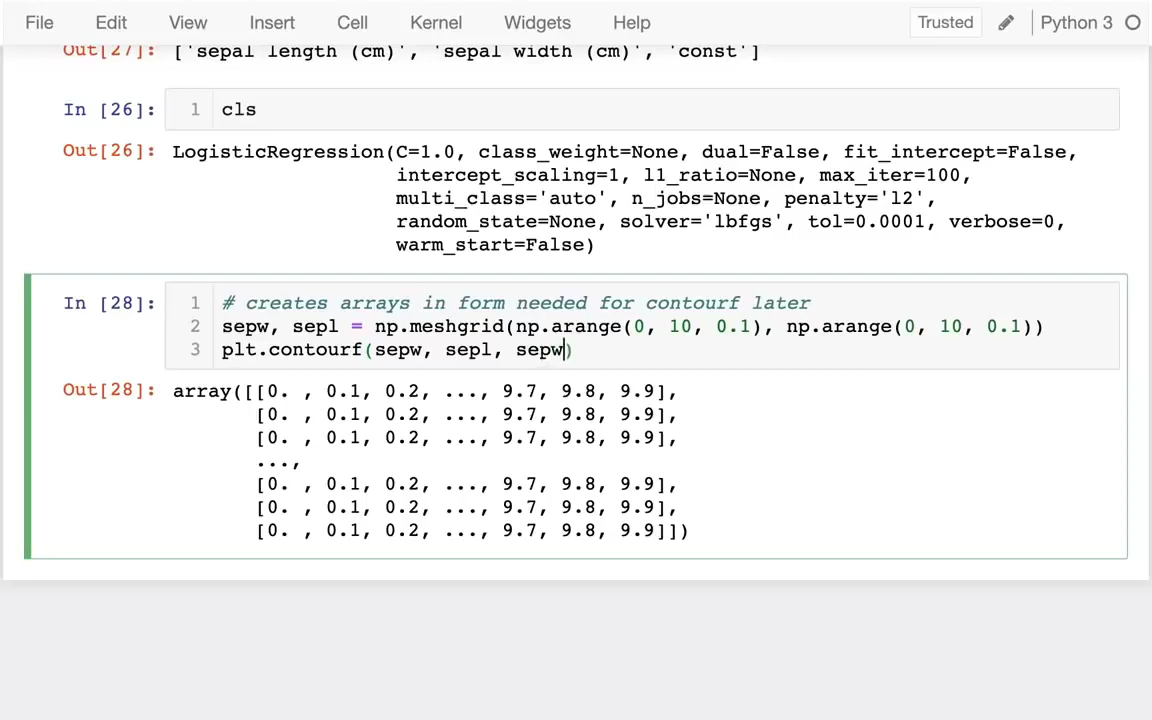 File Edit View Insert Cell Kernel Widgets Help Trusted Python 3
Out[27]: ['sepal length (cm)', 'sepal width (cm)', 'const']
In [26]: 1 cls
Out[26]: LogisticRegression(C=1.0, class_weight=None, dual=False, fit_intercept=False,
intercept_scaling=1, l1_ratio=None, max_iter=100,
multi_class='auto', n_jobs=None, penalty='l2',
random_state=None, solver='lbfgs', tol=0.0001, verbose=0,
warm_start=False)
In [28]: 1 # creates arrays in form needed for contourf later
2 sepw, sepl = np.meshgrid(np.arange(0, 10, 0.1), np.arange(0, 10, 0.1))
3 plt.contourf(sepw, sepl, sepw)
Out[28]: array([[0. , 0.1, 0.2, ..., 9.7, 9.8, 9.9],
[0. , 0.1, 0.2, ..., 9.7, 9.8, 9.9],
[0. , 0.1, 0.2, ..., 9.7, 9.8, 9.9],
...,
[0. , 0.1, 0.2, ..., 9.7, 9.8, 9.9],
[0. , 0.1, 0.2, ..., 9.7, 9.8, 9.9],
[0. , 0.1, 0.2, ..., 9.7, 9.8, 9.9]])